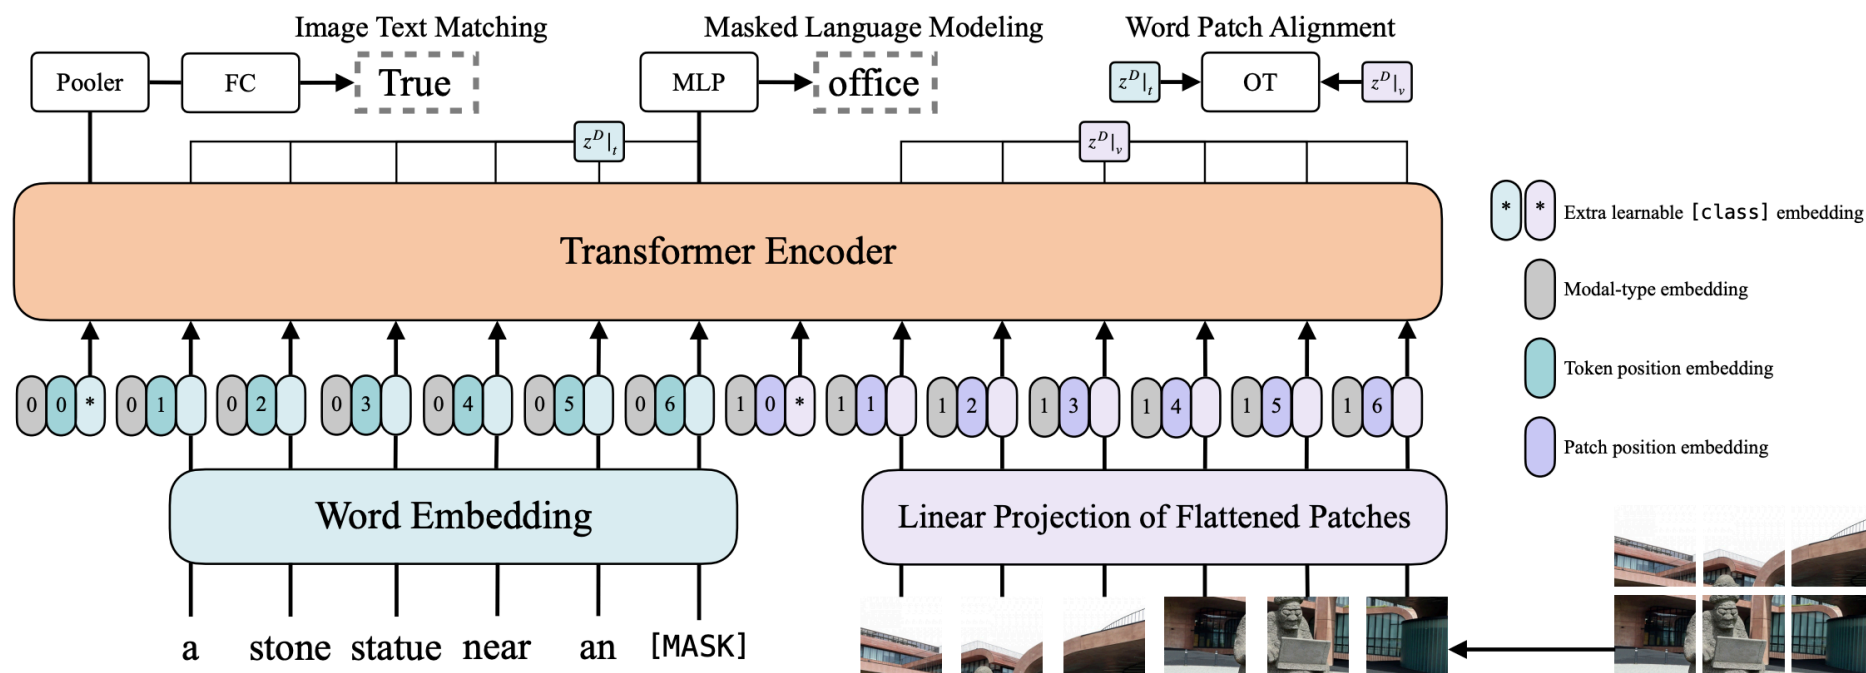 Image Text Matching
Masked Language Modeling
Word Patch Alignment
Pooler
FC
True
MLP
office
z^D|_t
OT
z^D|_v
z^D|_t
z^D|_v
Transformer Encoder
* * Extra learnable [class] embedding
Modal-type embedding
Token position embedding
Patch position embedding
0 0 * 0 1 0 2 0 3 0 4 0 5 0 6 1 0 * 1 1 1 2 1 3 1 4 1 5 1 6
Word Embedding
Linear Projection of Flattened Patches
a stone statue near an [MASK]